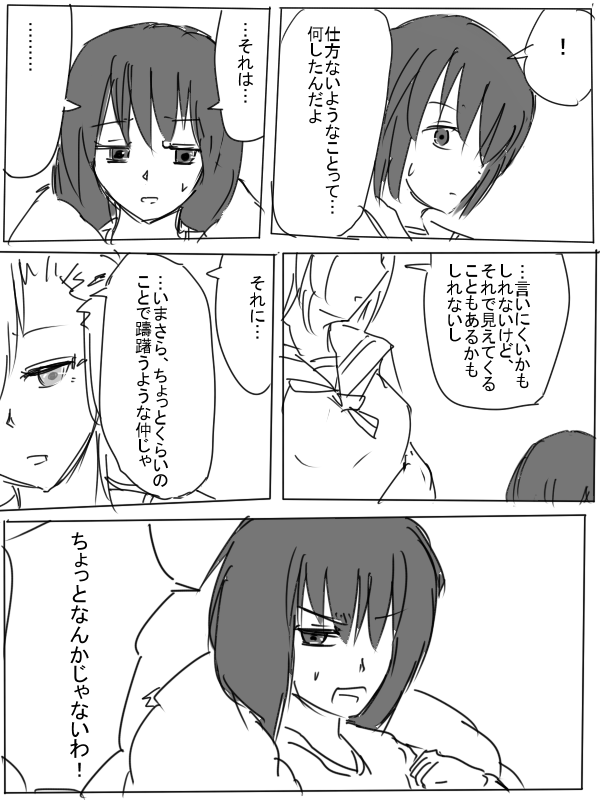 ！
仕方ないようなことって…
何したんだよ
…それは…
………
…言いにくいかも
しれないけど、
それで見えてくる
こともあるかも
しれないし
それに…
…いまさら、ちょっとくらいの
ことで躊躇うような仲じゃ
ちょっとなんかじゃないわ！